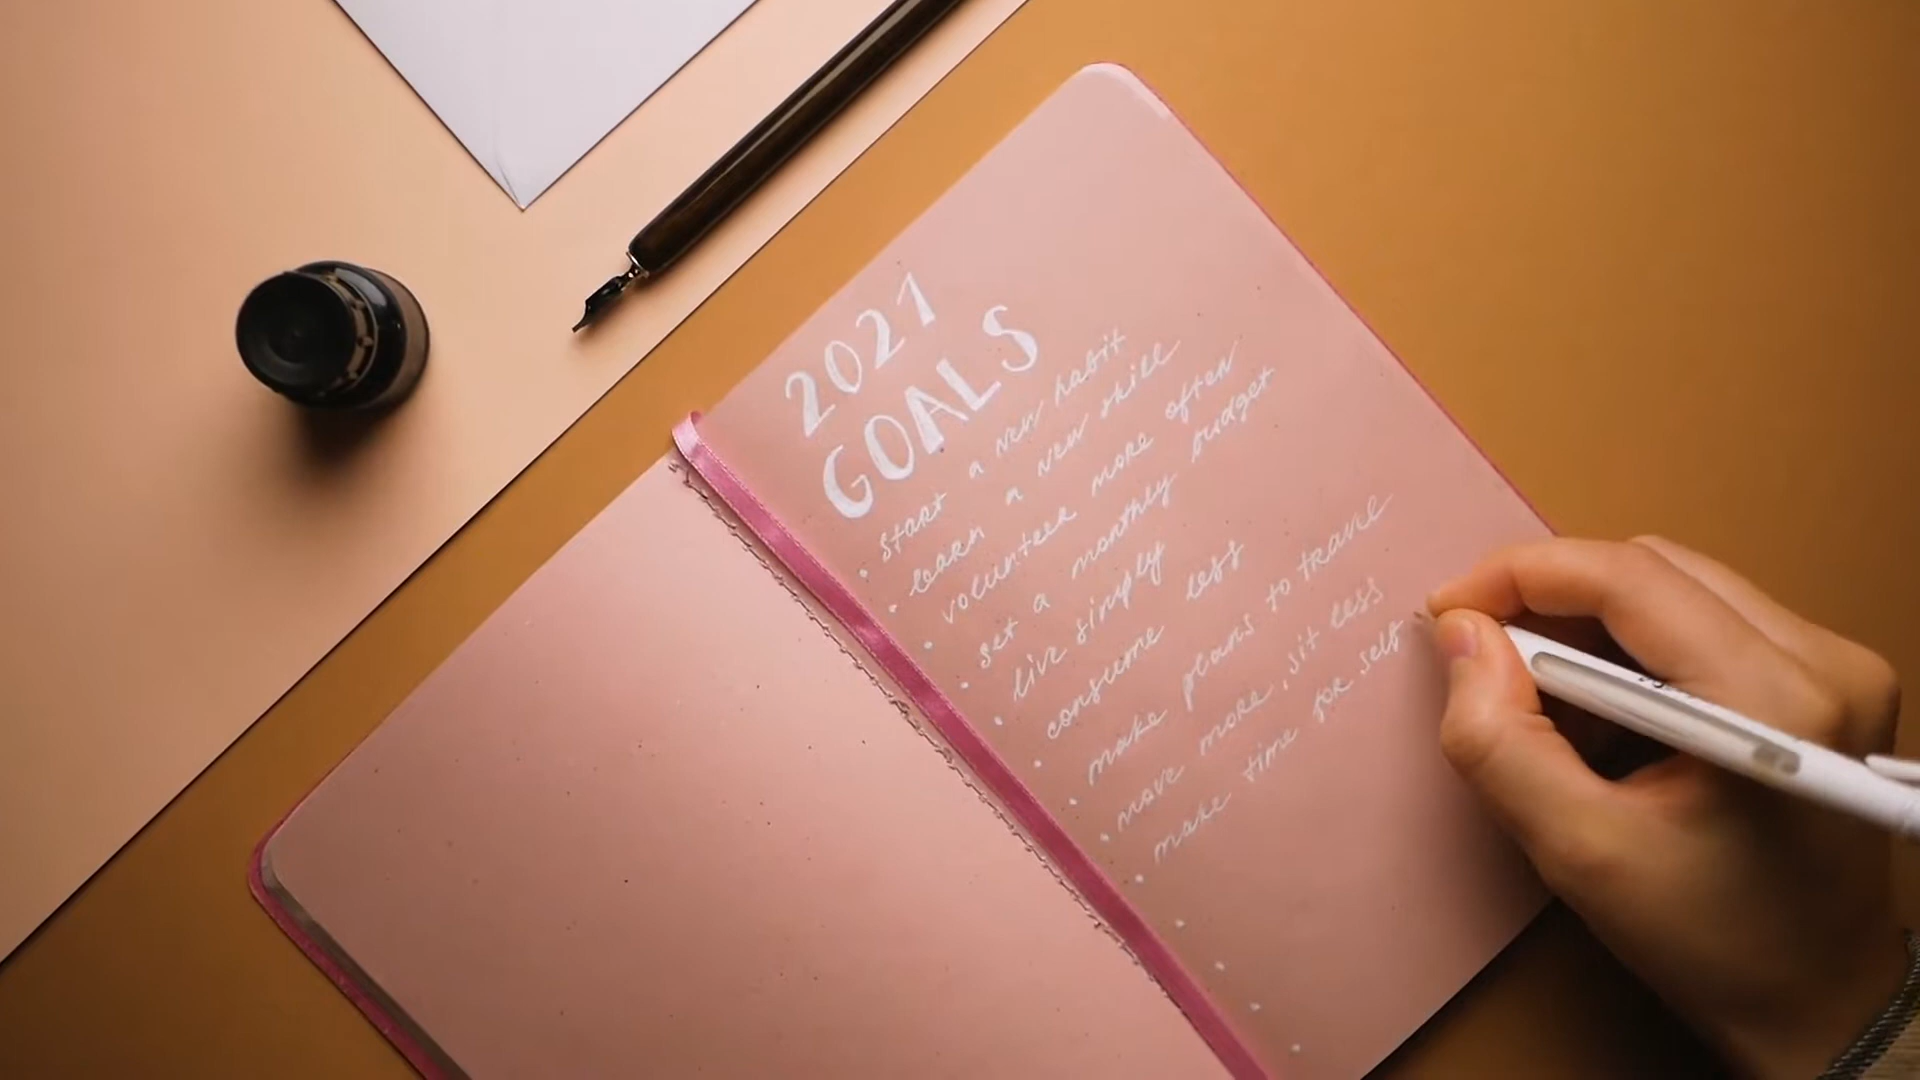 2021
GOALS
• start a new habit
• learn a new skill
• volunteer more often
• set a monthly budget
• live simply
• consume less
• make plans to travel
• move more, sit less
• make time for self